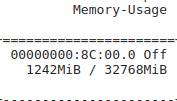 Memory-Usage
========================
00000000:8C:00.0 Off
1242MiB / 32768MiB
------------------------